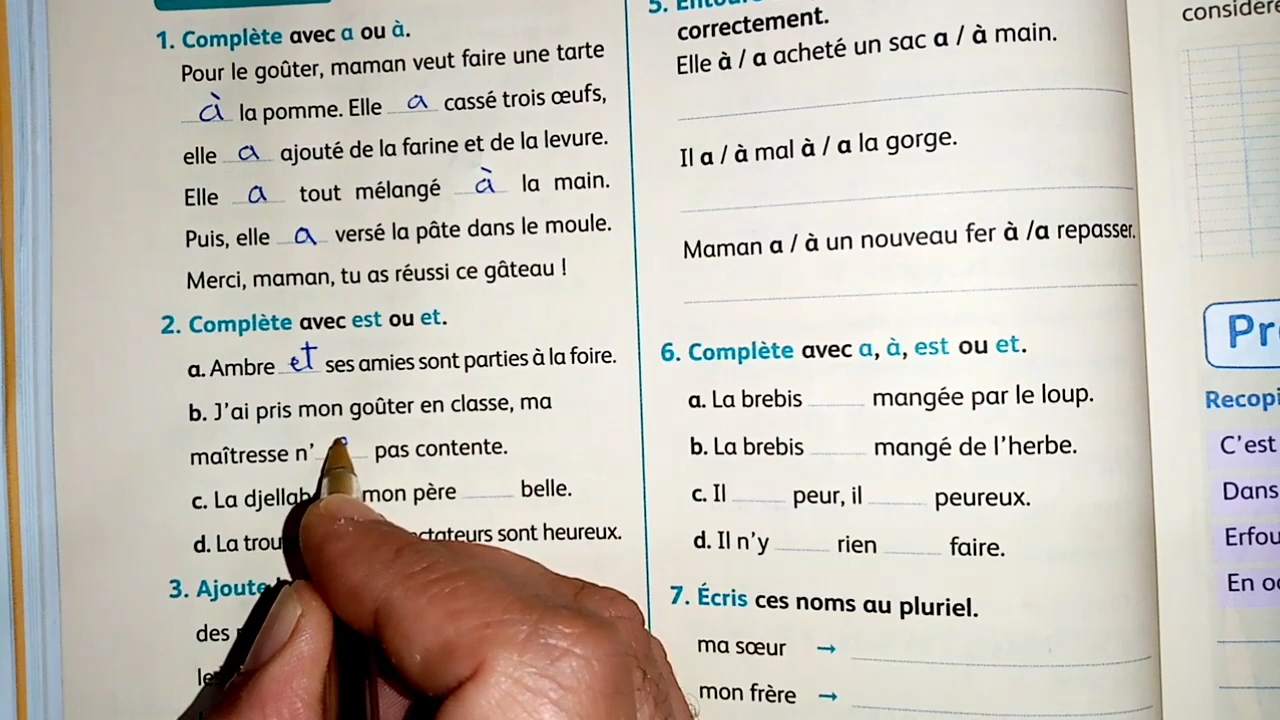 1. Complète avec a ou à.
Pour le goûter, maman veut faire une tarte
à la pomme. Elle a cassé trois œufs,
elle a ajouté de la farine et de la levure.
Elle a tout mélangé à la main.
Puis, elle a versé la pâte dans le moule.
Merci, maman, tu as réussi ce gâteau !
2. Complète avec est ou et.
a. Ambre et ses amies sont parties à la foire.
b. J'ai pris mon goûter en classe, ma
maîtresse n' pas contente.
c. La mon père belle.
d. La sont heureux.
3. Ajoute
des
5.
correctement.
Elle à / a acheté un sac a / à main.
Il a / à mal à / a la gorge.
Maman a / à un nouveau fer à /a repasser.
6. Complète avec a, à, est ou et.
a. La brebis mangée par le loup.
b. La brebis mangé de l'herbe.
c. Il peur, il peureux.
d. Il n'y rien faire.
7. Écris ces noms au pluriel.
ma sœur →
mon frère →
C'est
Dans
En